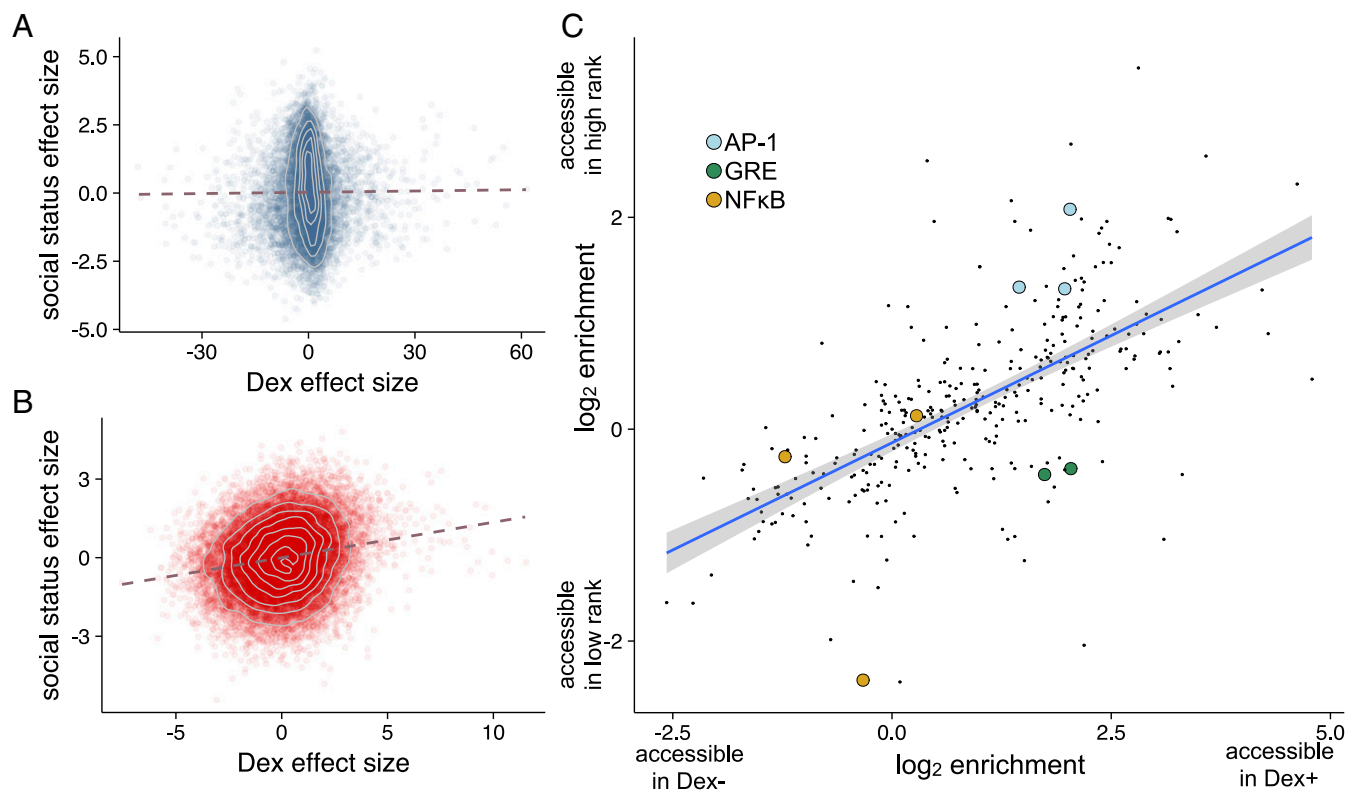 A
5.0
2.5
0.0
-2.5
-5.0
social status effect size
-30
0
30
60
Dex effect size
B
3
0
-3
social status effect size
-5
0
5
10
Dex effect size
C
accessible
in high rank
log₂ enrichment
accessible
in low rank
2
0
-2
AP-1
GRE
NFκB
-2.5
0.0
2.5
5.0
accessible
in Dex-
log₂ enrichment
accessible
in Dex+